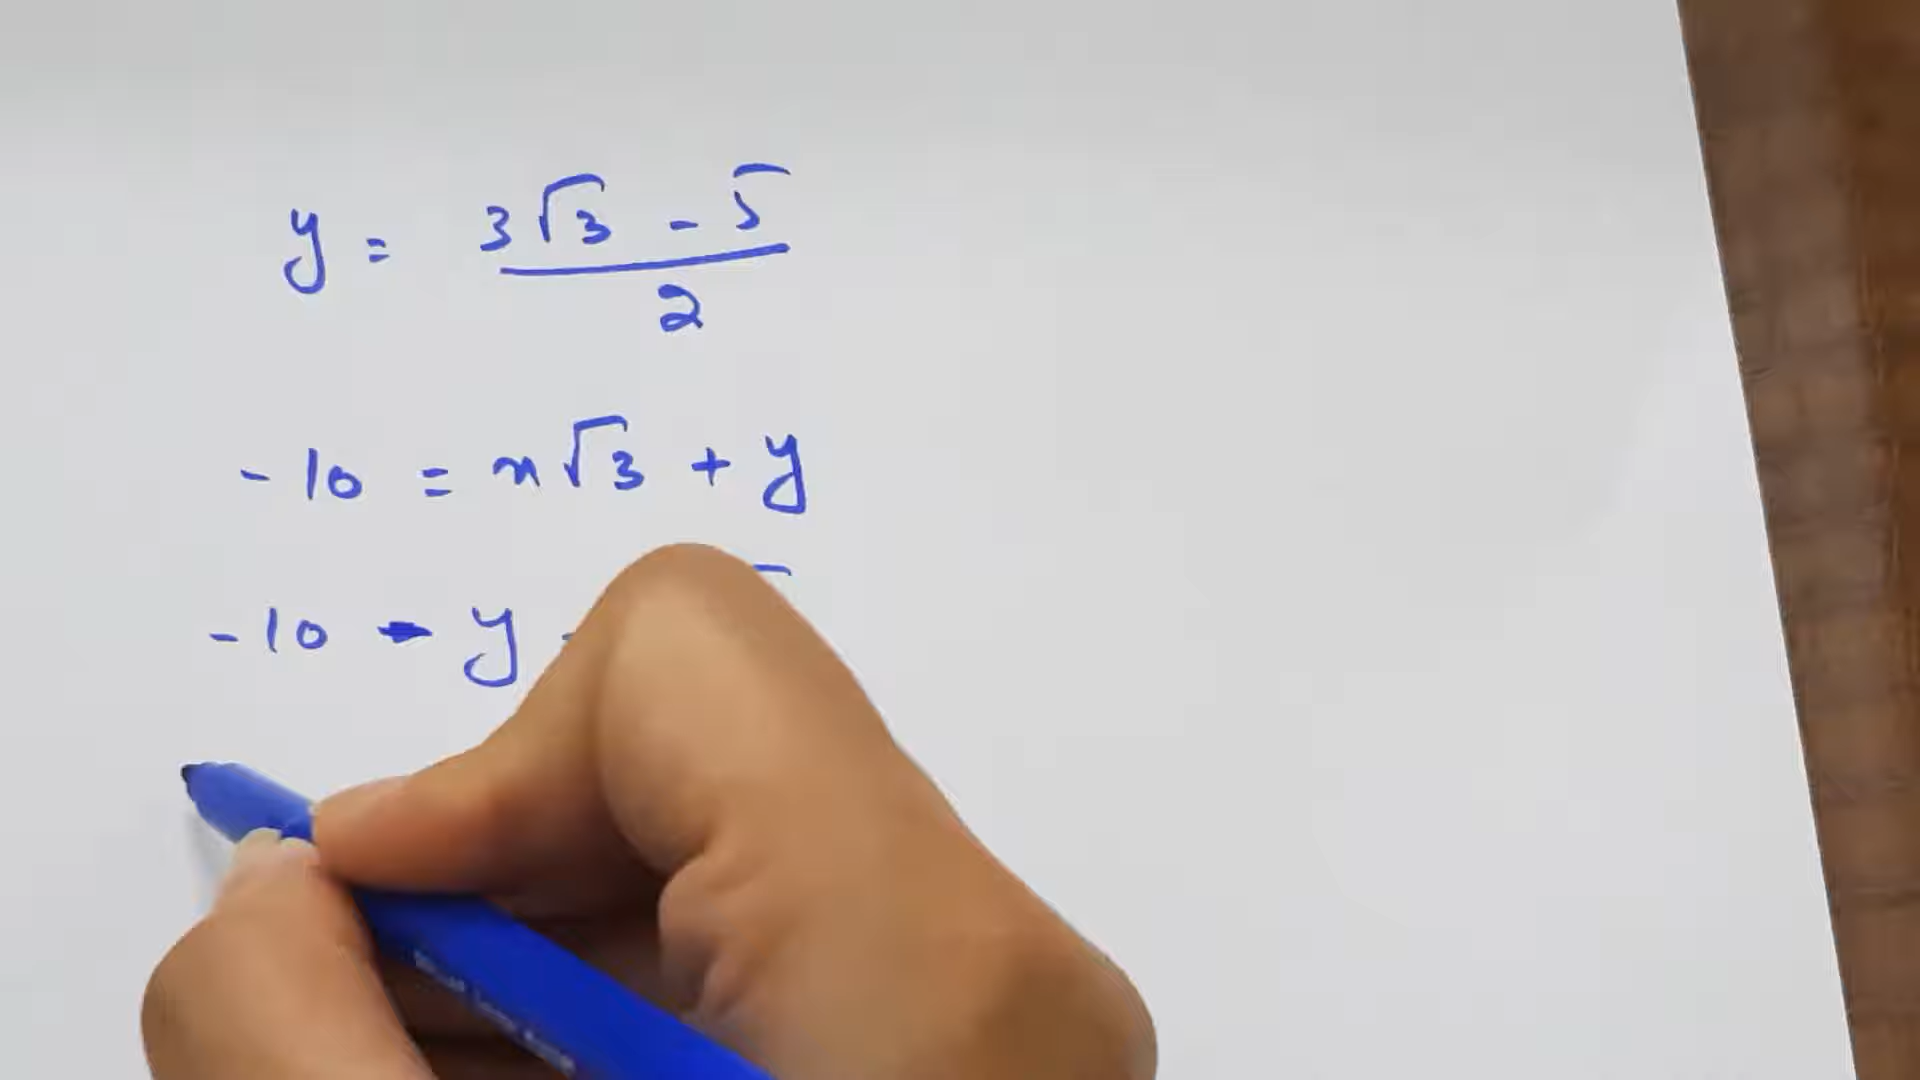 y = 3√3 - 5
2
-10 = x√3 + y
-10 - y